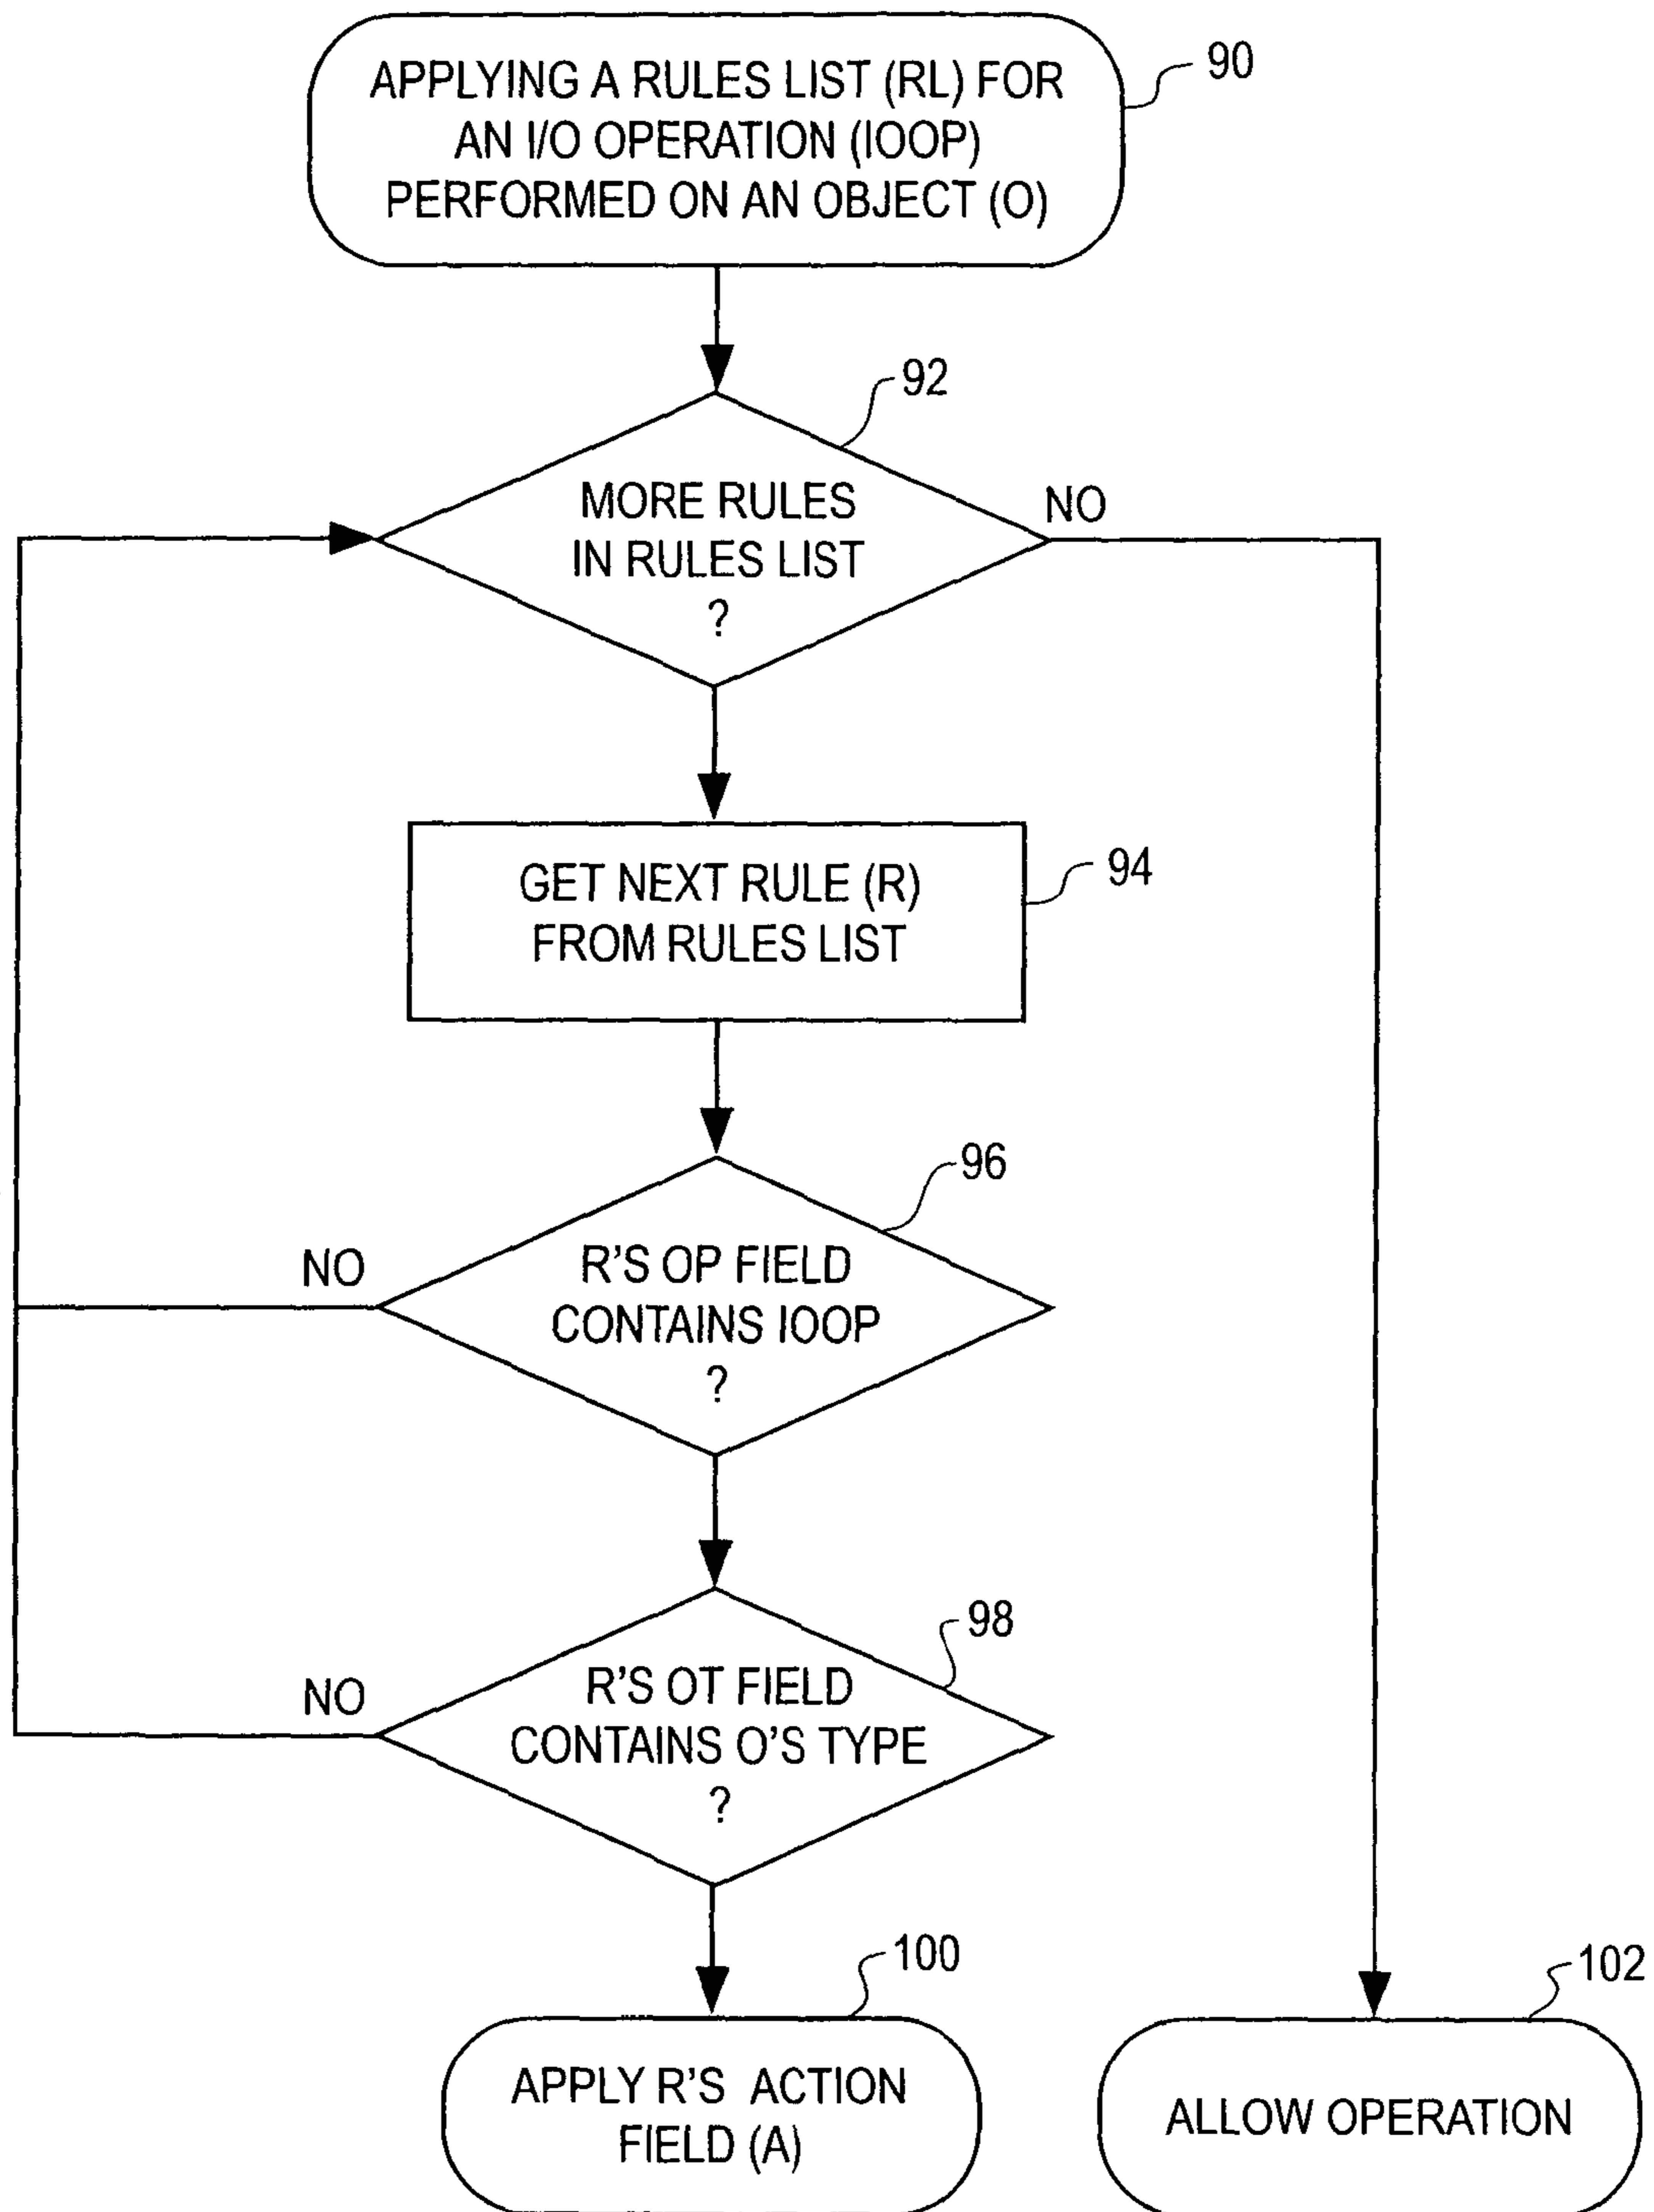 APPLYING A RULES LIST (RL) FOR
AN I/O OPERATION (IOOP)
PERFORMED ON AN OBJECT (O)
90
92
MORE RULES
IN RULES LIST
?
NO
GET NEXT RULE (R)
FROM RULES LIST
94
96
R'S OP FIELD
CONTAINS IOOP
?
NO
98
R'S OT FIELD
CONTAINS O'S TYPE
?
NO
100
APPLY R'S ACTION
FIELD (A)
102
ALLOW OPERATION